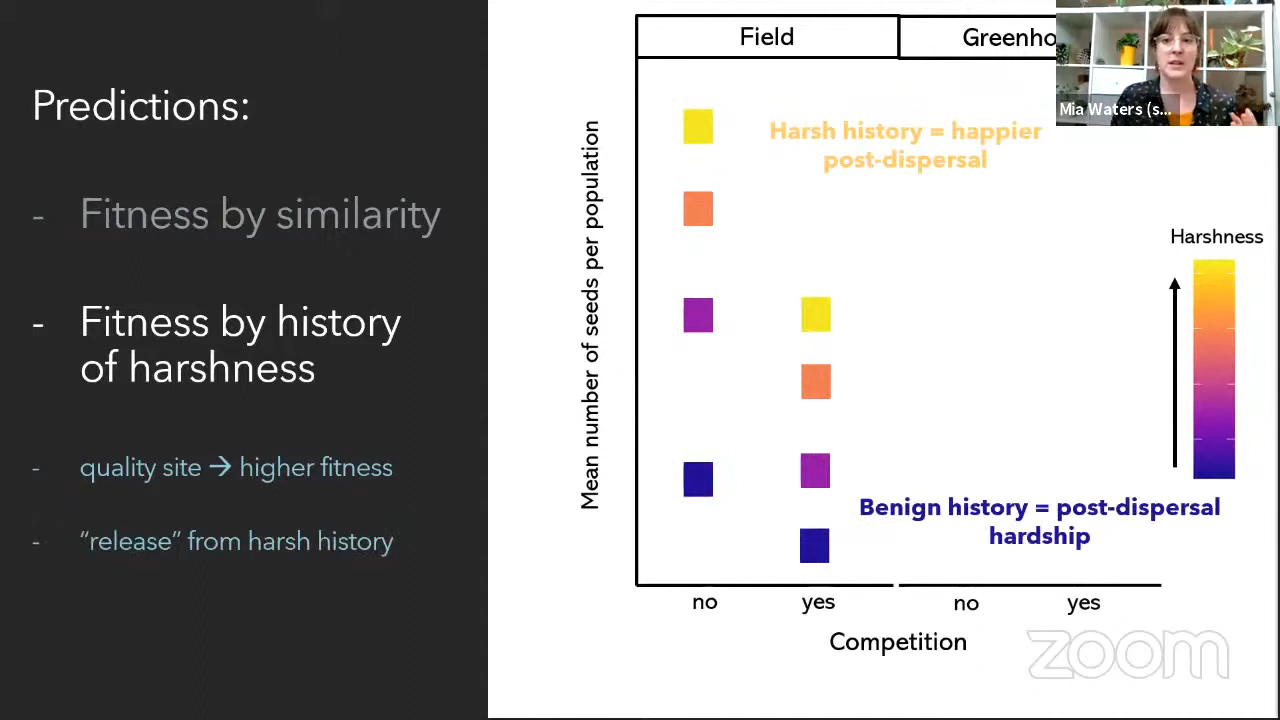 Predictions:
- Fitness by similarity
- Fitness by history
of harshness
- quality site → higher fitness
- “release” from harsh history
Field
Greenho
Mean number of seeds per population
Harsh history = happier
post-dispersal
Harshness
Benign history = post-dispersal
hardship
no
yes
no
yes
Competition
Mia Waters (s...
zoom